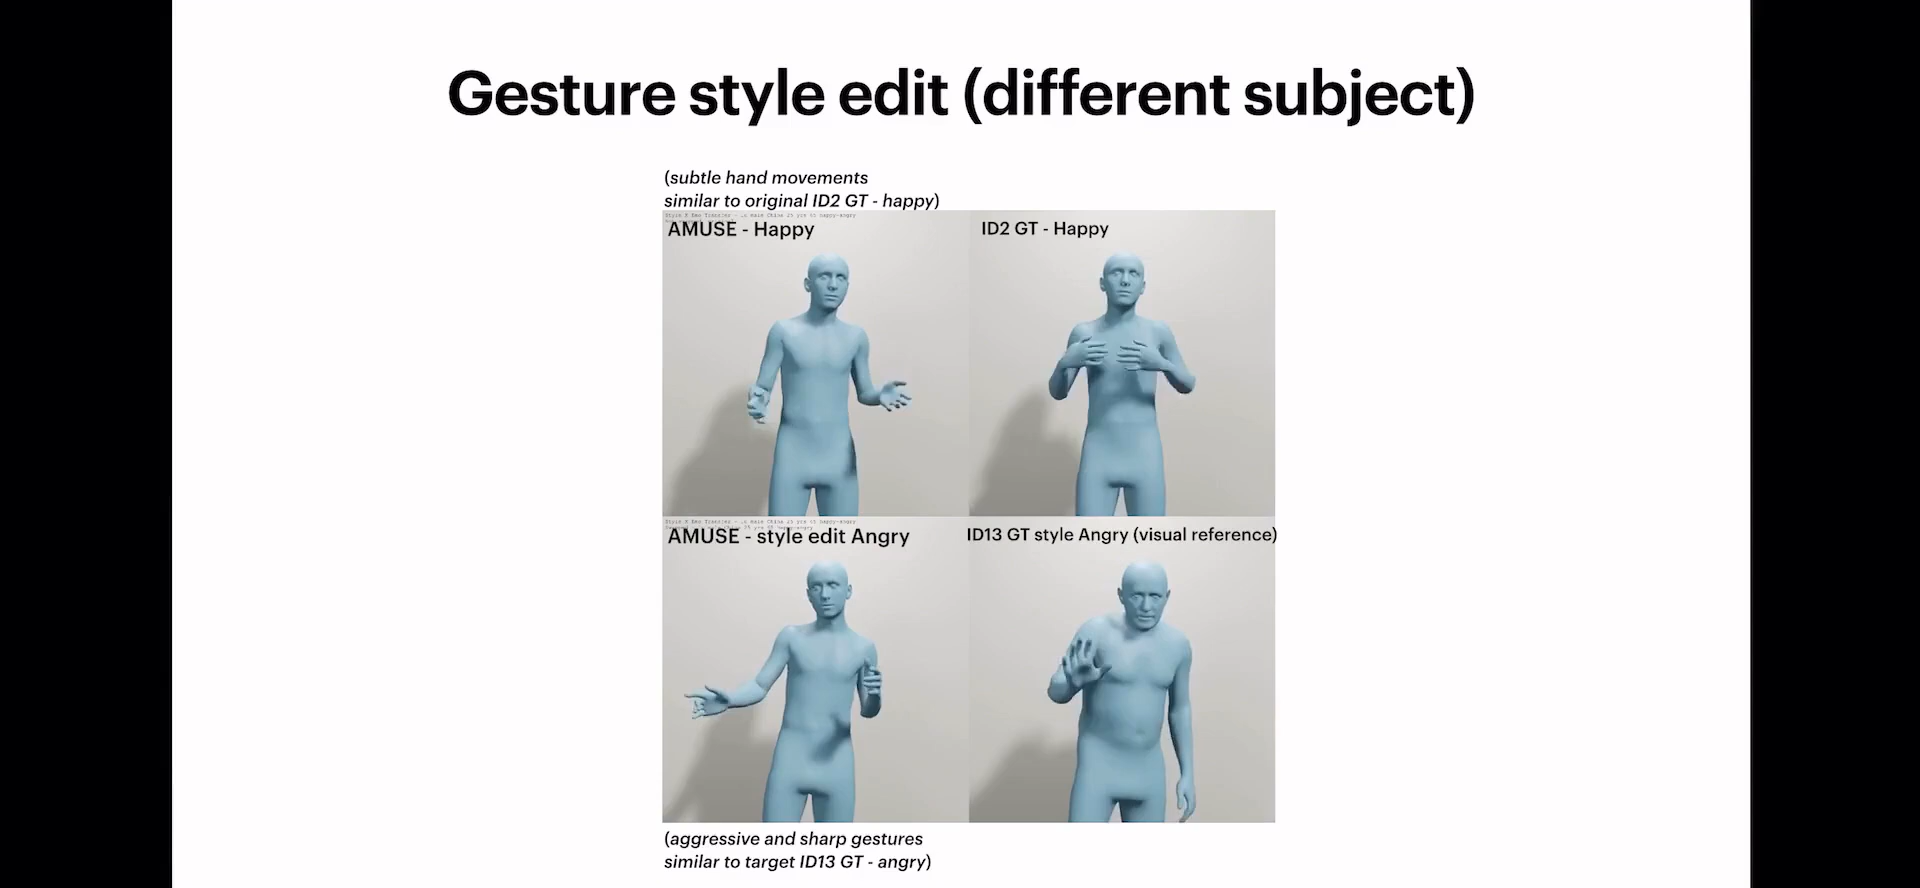 Gesture style edit (different subject)
(subtle hand movements
similar to original ID2 GT - happy)
AMUSE - Happy
ID2 GT - Happy
AMUSE - style edit Angry
ID13 GT style Angry (visual reference)
(aggressive and sharp gestures
similar to target ID13 GT - angry)